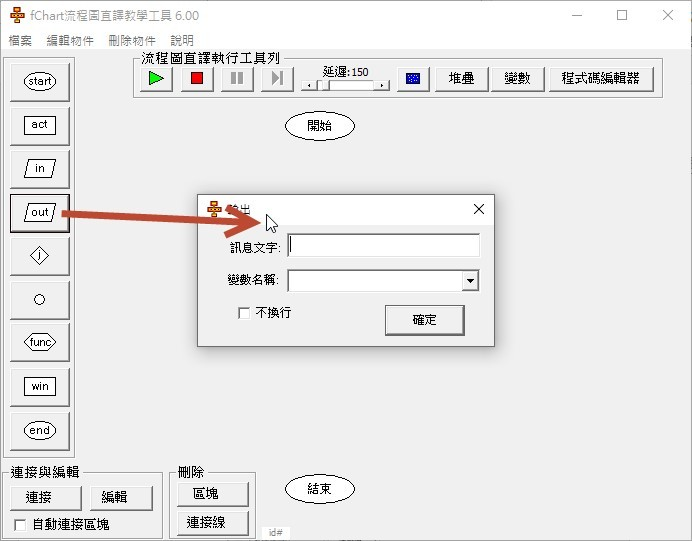 fChart流程圖直譯教學工具 6.00
檔案 編輯物件 刪除物件 說明
流程圖直譯執行工具列
延遲:150
堆疊 變數 程式碼編輯器
start
act
in
out
i
func
win
end
開始
輸出
訊息文字:
變數名稱:
不換行
確定
結束
連接與編輯
連接 編輯
自動連接區塊
刪除
區塊
連接線
id#